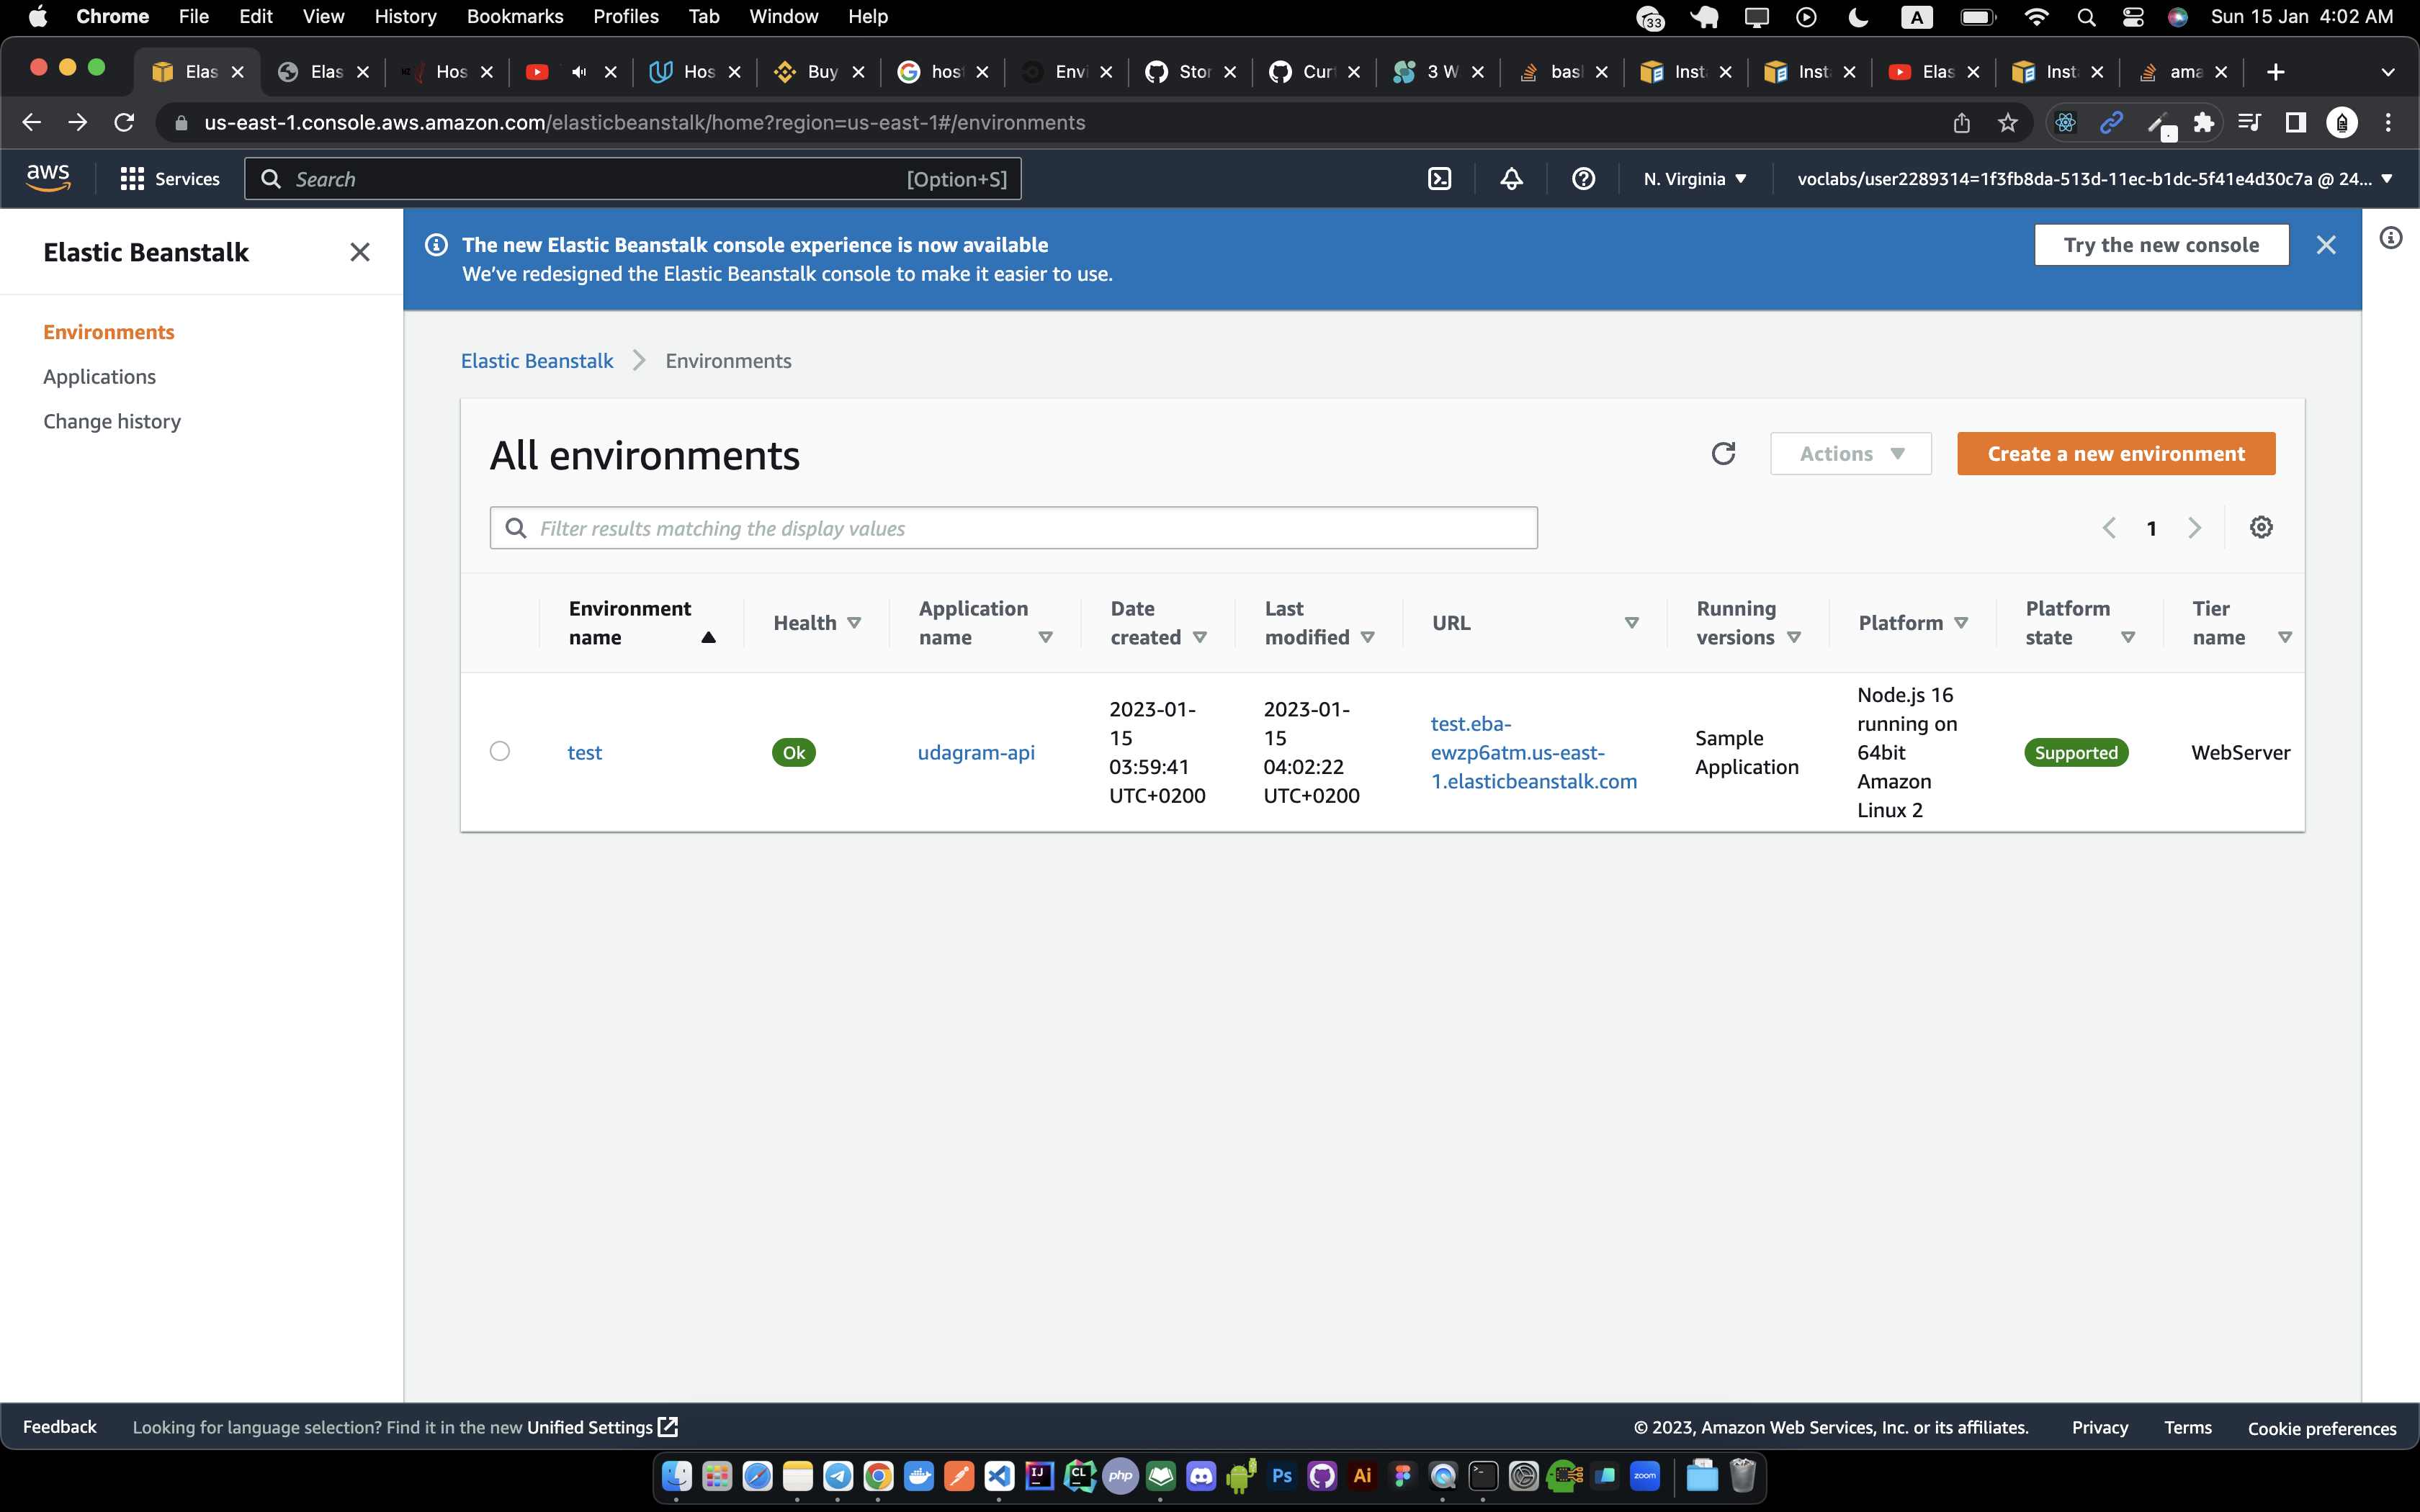 Chrome File Edit View History Bookmarks Profiles Tab Window Help 33 A Sun 15 Jan 4:02 AM
Elas Elas Hos Hos Buy hos Envi Stor Cur 3 W bas Inst Inst Elas Inst ama
us-east-1.console.aws.amazon.com/elasticbeanstalk/home?region=us-east-1#/environments
aws Services Search [Option+S] N. Virginia voclabs/user2289314=1f3fb8da-513d-11ec-b1dc-5f41e4d30c7a @ 24...
Elastic Beanstalk
Environments
Applications
Change history
The new Elastic Beanstalk console experience is now available
We've redesigned the Elastic Beanstalk console to make it easier to use.
Try the new console
Elastic Beanstalk Environments
All environments
Actions
Create a new environment
Filter results matching the display values
1
Environment name Health Application name Date created Last modified URL Running versions Platform Platform state Tier name
test Ok udagram-api 2023-01-15 03:59:41 UTC+0200 2023-01-15 04:02:22 UTC+0200 test.eba-ewzp6atm.us-east-1.elasticbeanstalk.com Sample Application Node.js 16 running on 64bit Amazon Linux 2 Supported WebServer
Feedback Looking for language selection? Find it in the new Unified Settings © 2023, Amazon Web Services, Inc. or its affiliates. Privacy Terms Cookie preferences
IJ CL php Ps Ai zoom